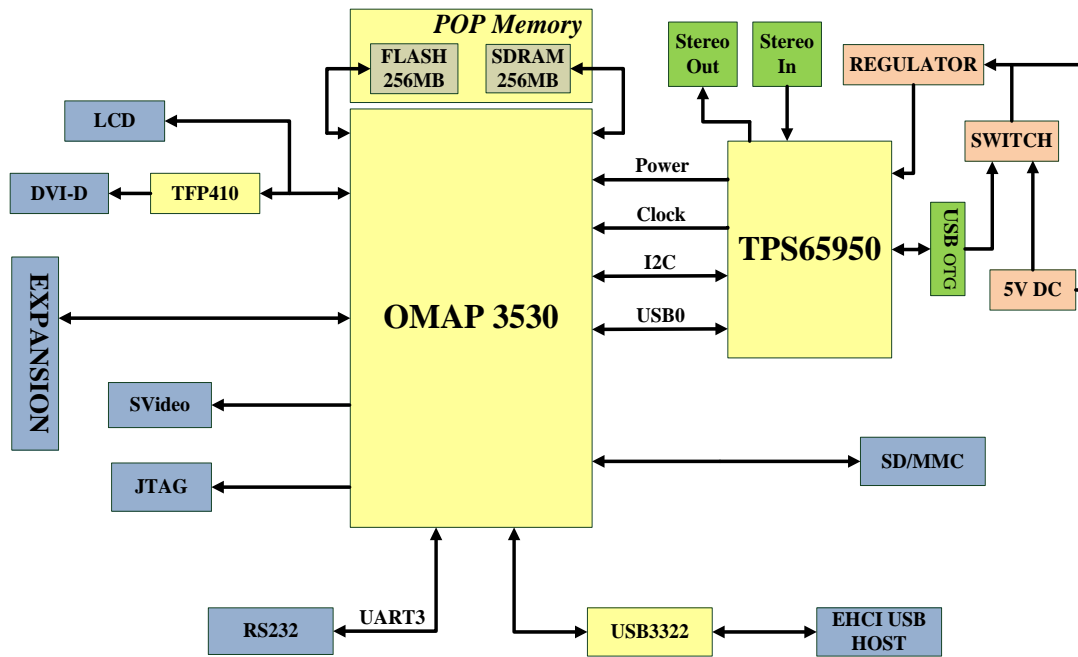 POP Memory
FLASH
256MB
SDRAM
256MB
Stereo
Out
Stereo
In
REGULATOR
LCD
SWITCH
DVI-D
TFP410
Power
Clock
I2C
USB0
OMAP 3530
TPS65950
USB OTG
5V DC
EXPANSION
SVideo
JTAG
SD/MMC
RS232
UART3
USB3322
EHCI USB
HOST